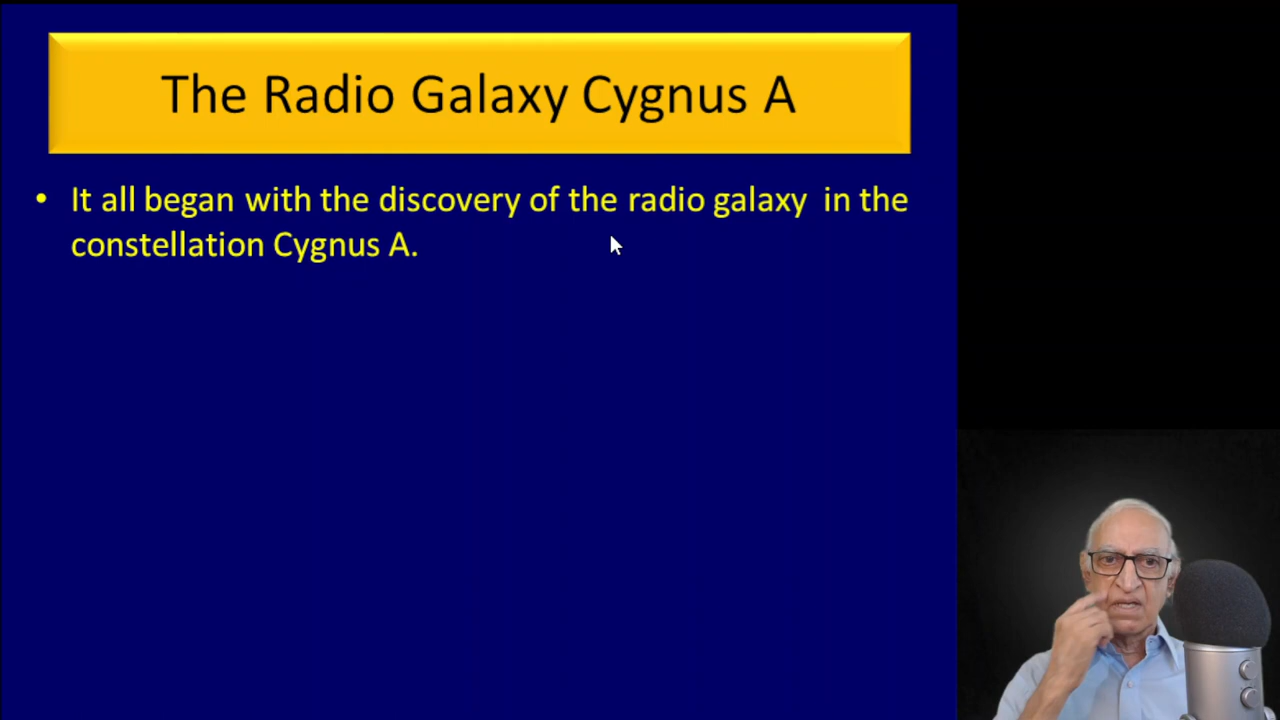 The Radio Galaxy Cygnus A
• It all began with the discovery of the radio galaxy in the
constellation Cygnus A.